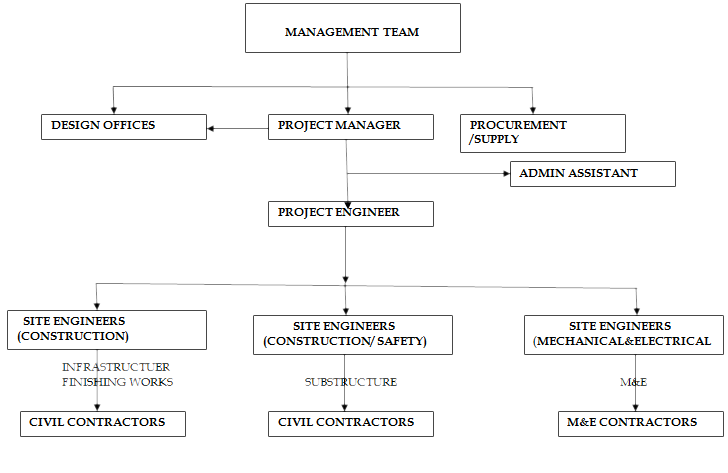 MANAGEMENT TEAM
DESIGN OFFICES
PROJECT MANAGER
PROCUREMENT
/SUPPLY
ADMIN ASSISTANT
PROJECT ENGINEER
SITE ENGINEERS
(CONSTRUCTION)
SITE ENGINEERS
(CONSTRUCTION/ SAFETY)
SITE ENGINEERS
(MECHANICAL&ELECTRICAL
INFRASTRUCTUER
FINISHING WORKS
SUBSTRUCTURE
M&E
CIVIL CONTRACTORS
CIVIL CONTRACTORS
M&E CONTRACTORS